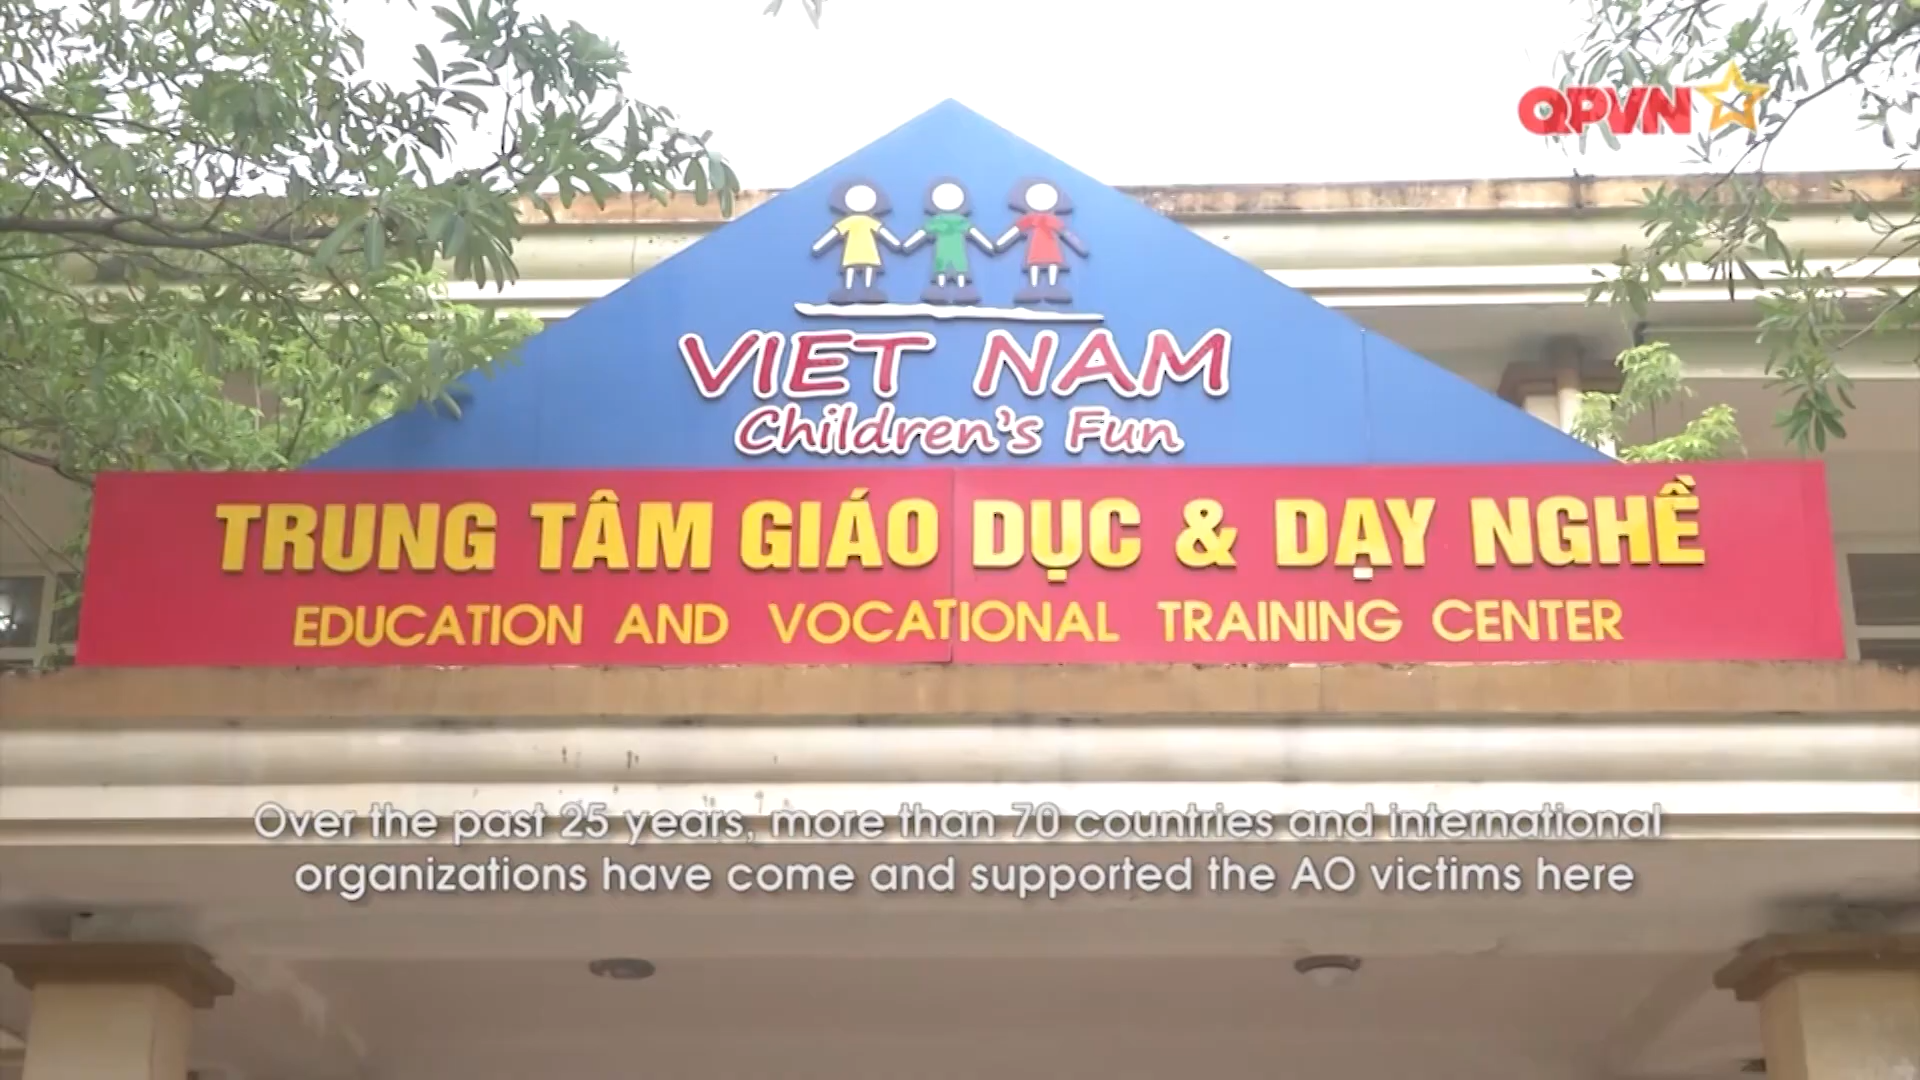 QPVN
VIET NAM
Children's Fun
TRUNG TÂM GIÁO DỤC & DẠY NGHỀ
EDUCATION AND VOCATIONAL TRAINING CENTER
Over the past 25 years, more than 70 countries and international
organizations have come and supported the AO victims here